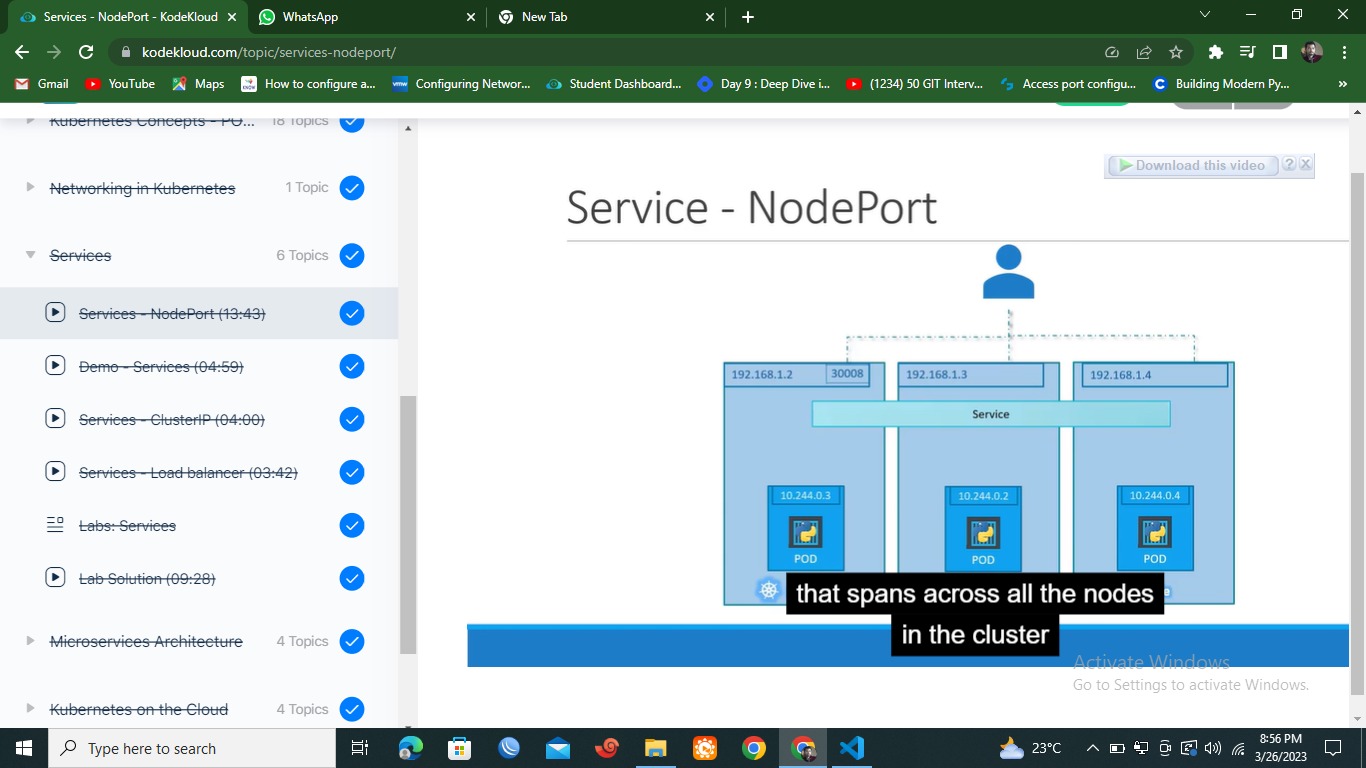 Services - NodePort - KodeKloud
WhatsApp
New Tab
kodekloud.com/topic/services-nodeport/
Gmail
YouTube
Maps
How to configure a...
Configuring Networ...
Student Dashboard...
Day 9 : Deep Dive i...
(1234) 50 GIT Interv...
Access port configu...
Building Modern Py...
»
Kubernetes Concepts - PO... 18 Topics
Networking in Kubernetes 1 Topic
Services 6 Topics
Services - NodePort (13:43)
Demo - Services (04:59)
Services - ClusterIP (04:00)
Services - Load balancer (03:42)
Labs: Services
Lab Solution (09:28)
Microservices Architecture 4 Topics
Kubernetes on the Cloud 4 Topics
Download this video ?
Service - NodePort
192.168.1.2 30008 192.168.1.3 192.168.1.4
Service
10.244.0.3 10.244.0.2 10.244.0.4
POD POD POD
that spans across all the nodes
in the cluster
Activate Windows
Go to Settings to activate Windows.
Type here to search
23°C
8:56 PM
3/26/2023